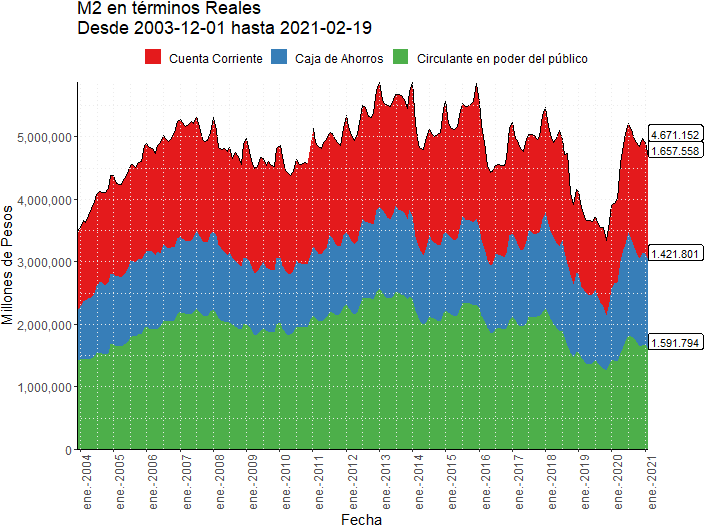 M2 en términos Reales
Desde 2003-12-01 hasta 2021-02-19
Cuenta Corriente Caja de Ahorros Circulante en poder del público
Millones de Pesos
5,000,000
4,000,000
3,000,000
2,000,000
1,000,000
0
4.671.152
1.657.558
1.421.801
1.591.794
ene.-2004
ene.-2005
ene.-2006
ene.-2007
ene.-2008
ene.-2009
ene.-2010
ene.-2011
ene.-2012
ene.-2013
ene.-2014
ene.-2015
ene.-2016
ene.-2017
ene.-2018
ene.-2019
ene.-2020
ene.-2021
Fecha